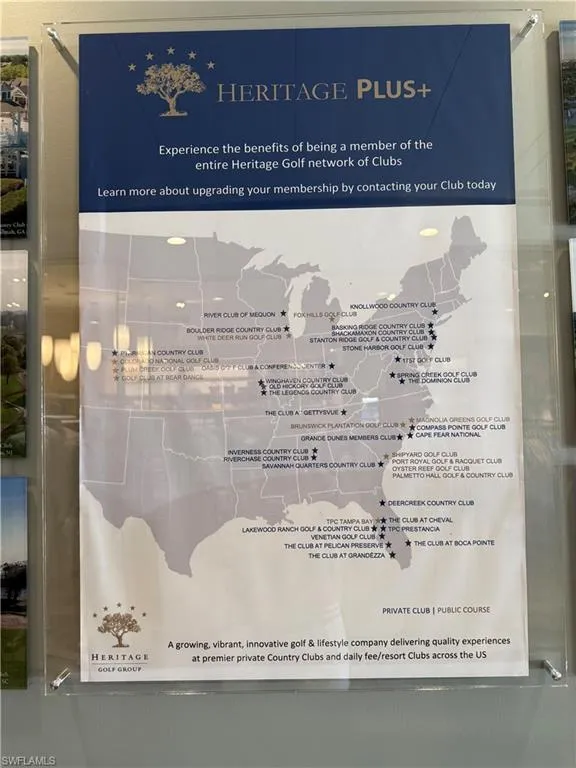 HERITAGE PLUS+
Experience the benefits of being a member of the
entire Heritage Golf network of Clubs
Learn more about upgrading your membership by contacting your Club today
KNOLLWOOD COUNTRY CLUB
RIVER CLUB OF MEQUON
FOX HILLS GOLF CLUB
BOULDER RIDGE COUNTRY CLUB
BASKING RIDGE COUNTRY CLUB
SHACKAMAXON COUNTRY CLUB
WHITE DEER RUN GOLF CLUB
STANTON RIDGE GOLF & COUNTRY CLUB
STONE HARBOR GOLF CLUB
PTARMIGAN COUNTRY CLUB
COLORADO NATIONAL GOLF CLUB
1757 GOLF CLUB
PLUM CREEK GOLF CLUB
OASIS GOLF CLUB & CONFERENCE CENTER
GOLF CLUB AT BEAR DANCE
SPRING CREEK GOLF CLUB
WINGHAVEN COUNTRY CLUB
THE DOMINION CLUB
OLD HICKORY GOLF CLUB
THE LEGENDS COUNTRY CLUB
THE CLUB AT GETTYSVUE
MAGNOLIA GREENS GOLF CLUB
BRUNSWICK PLANTATION GOLF CLUB
COMPASS POINTE GOLF CLUB
GRANDE DUNES MEMBERS CLUB
CAPE FEAR NATIONAL
INVERNESS COUNTRY CLUB
SHIPYARD GOLF CLUB
RIVERCHASE COUNTRY CLUB
PORT ROYAL GOLF & RACQUET CLUB
SAVANNAH QUARTERS COUNTRY CLUB
OYSTER REEF GOLF CLUB
PALMETTO HALL GOLF & COUNTRY CLUB
DEERCREEK COUNTRY CLUB
TPC TAMPA BAY
THE CLUB AT CHEVAL
LAKEWOOD RANCH GOLF & COUNTRY CLUB
TPC PRESTANCIA
VENETIAN GOLF CLUB
THE CLUB AT PELICAN PRESERVE
THE CLUB AT BOCA POINTE
THE CLUB AT GRANDEZZA
PRIVATE CLUB | PUBLIC COURSE
HERITAGE
GOLF GROUP
A growing, vibrant, innovative golf & lifestyle company delivering quality experiences
at premier private Country Clubs and daily fee/resort Clubs across the US
SWFLAMLS